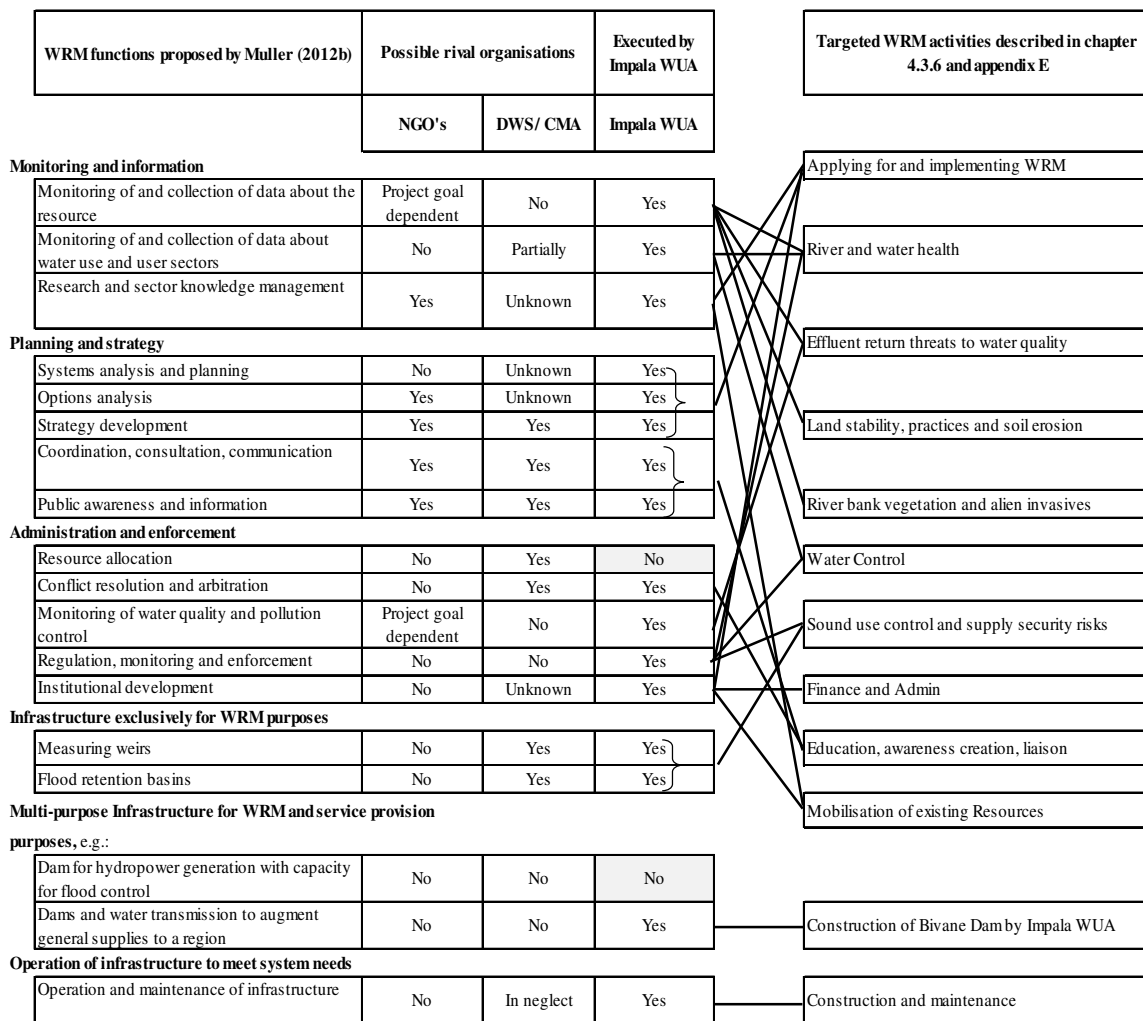 WRM functions proposed by Muller (2012b)
Possible rival organisations
Executed by
Impala WUA
Targeted WRM activities described in chapter
4.3.6 and appendix E
NGO's
DWS/ CMA
Impala WUA
Monitoring and information
Monitoring of and collection of data about the
resource
Project goal
dependent
No
Yes
Monitoring of and collection of data about
water use and user sectors
No
Partially
Yes
Research and sector knowledge management
Yes
Unknown
Yes
Planning and strategy
Systems analysis and planning
No
Unknown
Yes
Options analysis
Yes
Unknown
Yes
Strategy development
Yes
Yes
Yes
Coordination, consultation, communication
Yes
Yes
Yes
Public awareness and information
Yes
Yes
Yes
Administration and enforcement
Resource allocation
No
Yes
No
Conflict resolution and arbitration
No
Yes
Yes
Monitoring of water quality and pollution
control
Project goal
dependent
No
Yes
Regulation, monitoring and enforcement
No
No
Yes
Institutional development
No
Unknown
Yes
Infrastructure exclusively for WRM purposes
Measuring weirs
No
Yes
Yes
Flood retention basins
No
Yes
Yes
Multi-purpose Infrastructure for WRM and service provision
purposes, e.g.:
Dam for hydropower generation with capacity
for flood control
No
No
No
Dams and water transmission to augment
general supplies to a region
No
No
Yes
Operation of infrastructure to meet system needs
Operation and maintenance of infrastructure
No
In neglect
Yes
Applying for and implementing WRM
River and water health
Effluent return threats to water quality
Land stability, practices and soil erosion
River bank vegetation and alien invasives
Water Control
Sound use control and supply security risks
Finance and Admin
Education, awareness creation, liaison
Mobilisation of existing Resources
Construction of Bivane Dam by Impala WUA
Construction and maintenance